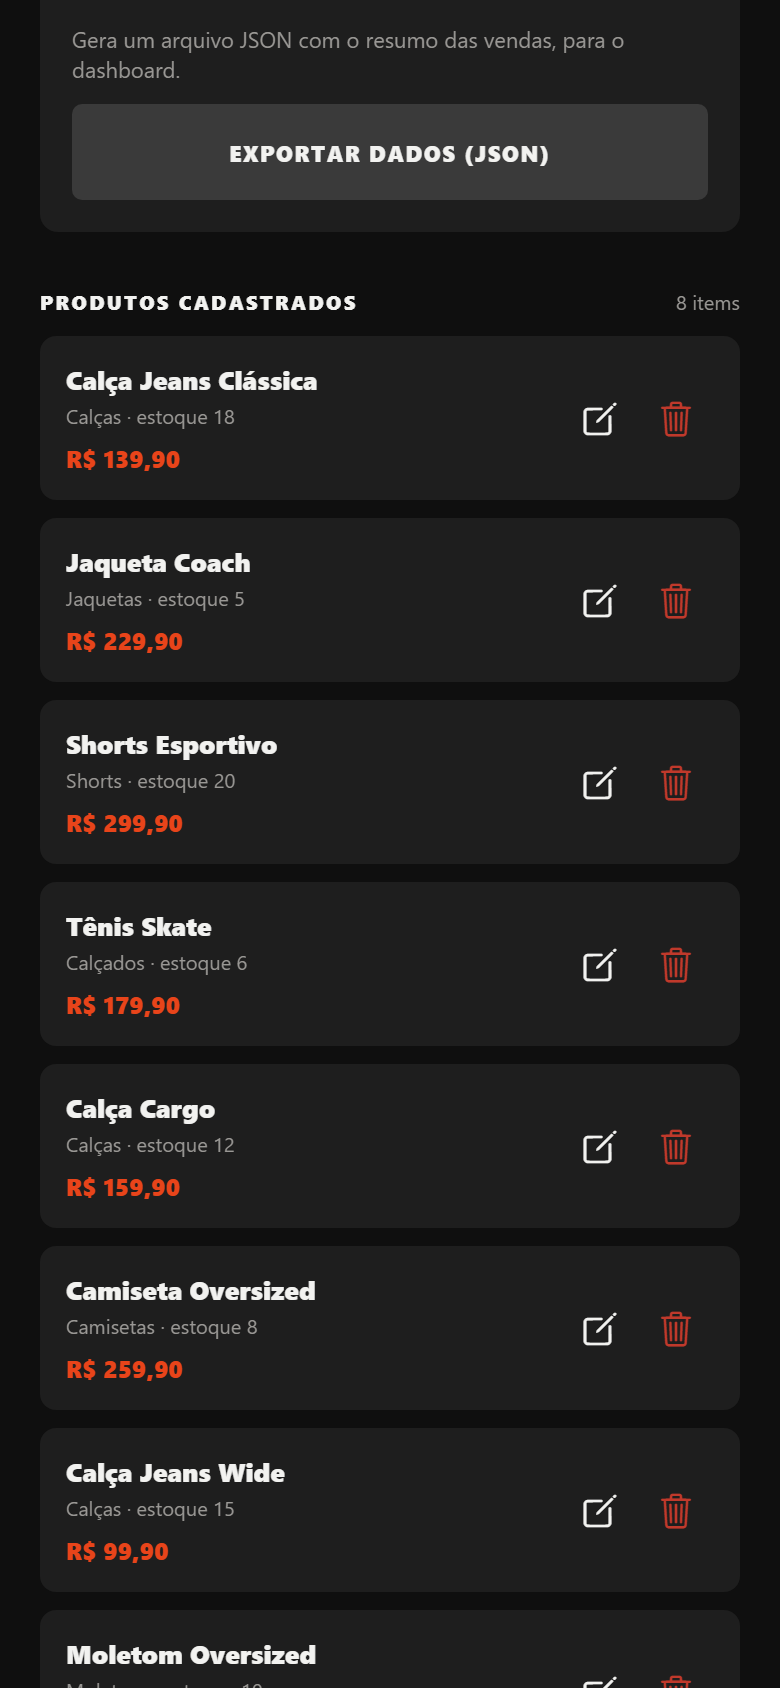 Gera um arquivo JSON com o resumo das vendas, para o
dashboard.
EXPORTAR DADOS (JSON)
PRODUTOS CADASTRADOS
8 items
Calça Jeans Clássica
Calças · estoque 18
R$ 139,90
Jaqueta Coach
Jaquetas · estoque 5
R$ 229,90
Shorts Esportivo
Shorts · estoque 20
R$ 299,90
Tênis Skate
Calçados · estoque 6
R$ 179,90
Calça Cargo
Calças · estoque 12
R$ 159,90
Camiseta Oversized
Camisetas · estoque 8
R$ 259,90
Calça Jeans Wide
Calças · estoque 15
R$ 99,90
Moletom Oversized